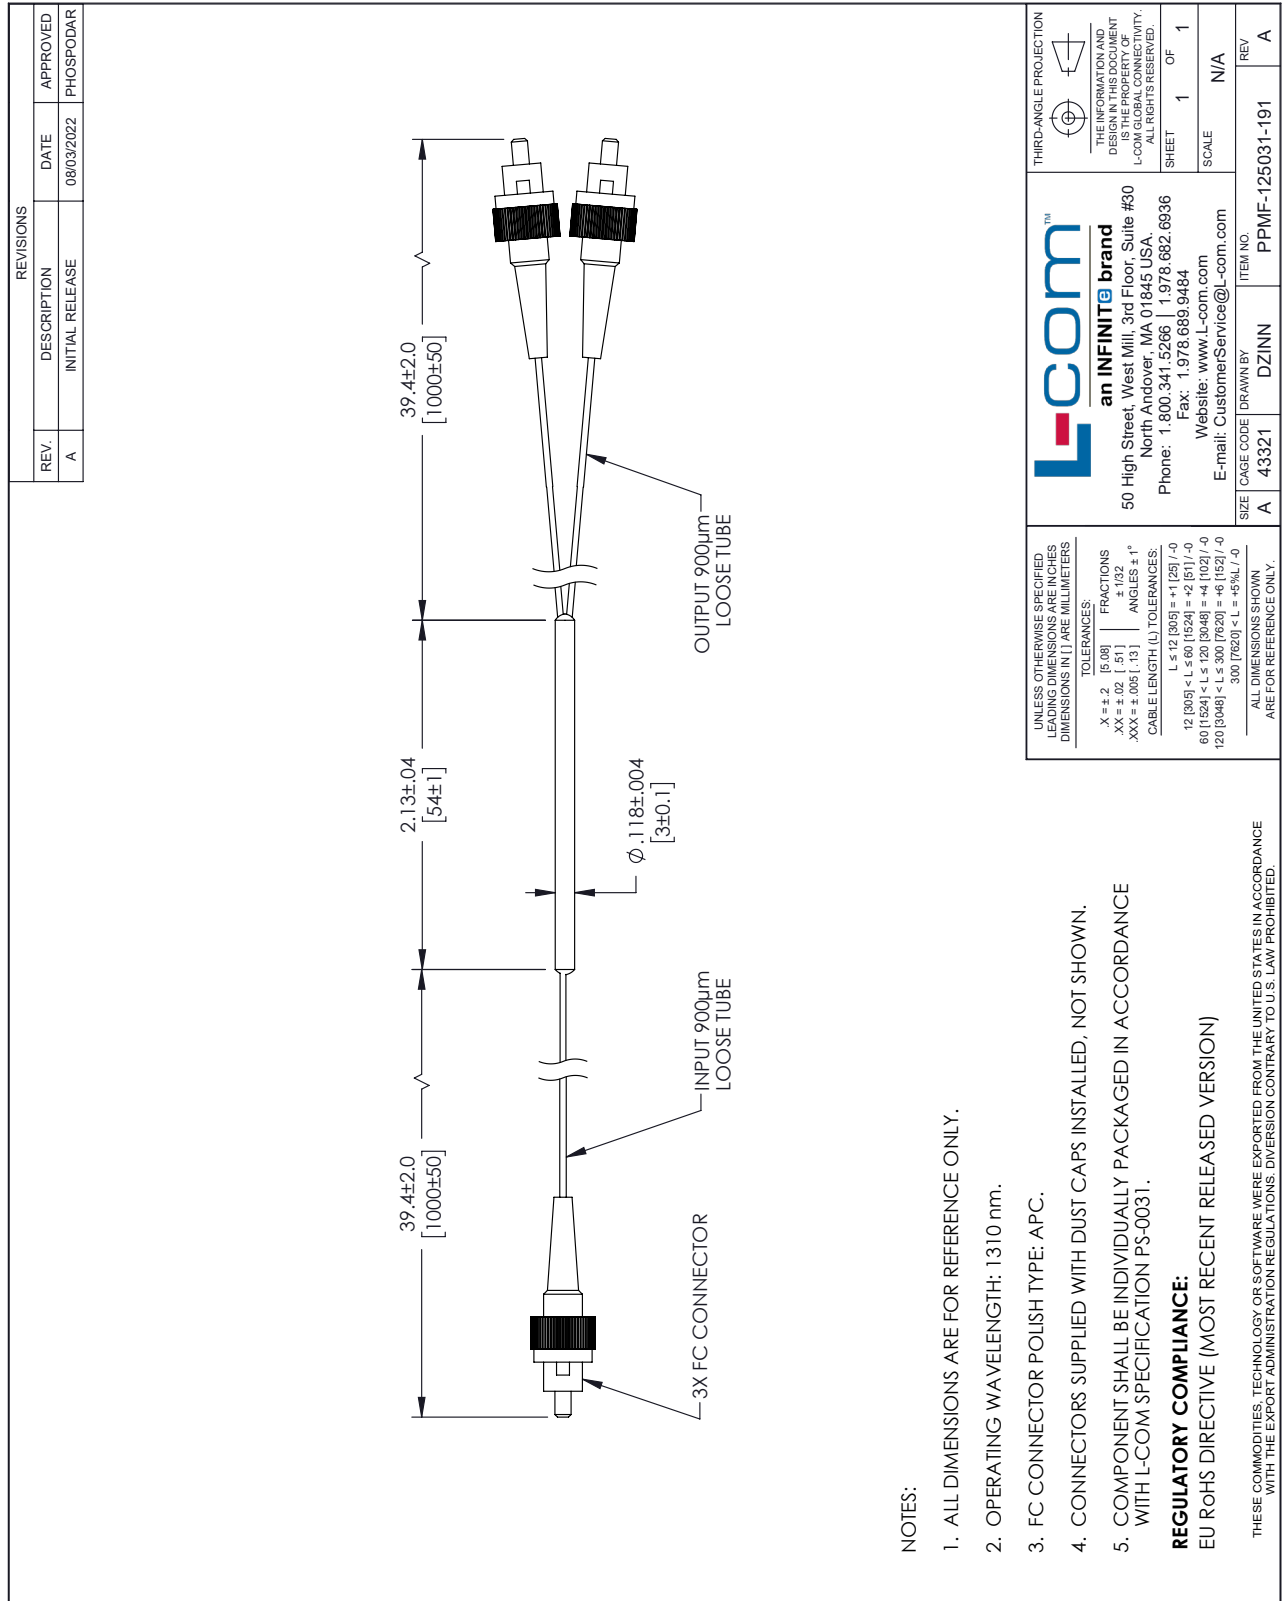 REVISIONS
REV. DESCRIPTION DATE APPROVED
A INITIAL RELEASE 08/03/2022 PHOSPODAR
39.4±2.0
[1000±50]
2.13±.04
[54±1]
39.4±2.0
[1000±50]
Ø.118±.004
[3±0.1]
3X FC CONNECTOR
INPUT 900µm
LOOSE TUBE
OUTPUT 900µm
LOOSE TUBE
NOTES:
1. ALL DIMENSIONS ARE FOR REFERENCE ONLY.
2. OPERATING WAVELENGTH: 1310 nm.
3. FC CONNECTOR POLISH TYPE: APC.
4. CONNECTORS SUPPLIED WITH DUST CAPS INSTALLED, NOT SHOWN.
5. COMPONENT SHALL BE INDIVIDUALLY PACKAGED IN ACCORDANCE
WITH L-COM SPECIFICATION PS-0031.
REGULATORY COMPLIANCE:
EU RoHS DIRECTIVE (MOST RECENT RELEASED VERSION)
THESE COMMODITIES, TECHNOLOGY OR SOFTWARE WERE EXPORTED FROM THE UNITED STATES IN ACCORDANCE
WITH THE EXPORT ADMINISTRATION REGULATIONS. DIVERSION CONTRARY TO U.S. LAW PROHIBITED.
UNLESS OTHERWISE SPECIFIED
LEADING DIMENSIONS ARE INCHES
DIMENSIONS IN [ ] ARE MILLIMETERS
TOLERANCES:
.X = ± .2 [5.08] FRACTIONS
.XX = ± .02 [ .51] ± 1/32
.XXX = ± .005 [ .13] ANGLES ± 1°
CABLE LENGTH (L) TOLERANCES:
L ≤ 12 [305] = +1 [25] / -0
12 [305] < L ≤ 60 [1524] = +2 [51] / -0
60 [1524] < L ≤ 120 [3048] = +4 [102] / -0
120 [3048] < L ≤ 300 [7620] = +6 [152] / -0
300 [7620] < L = +5%L / -0
ALL DIMENSIONS SHOWN
ARE FOR REFERENCE ONLY.
L-com™
an INFINITe brand
50 High Street, West Mill, 3rd Floor, Suite #30
North Andover, MA 01845 USA.
Phone: 1.800.341.5266 | 1.978.682.6936
Fax: 1.978.689.9484
Website: www.L-com.com
E-mail: CustomerService@L-com.com
THIRD-ANGLE PROJECTION
THE INFORMATION AND
DESIGN IN THIS DOCUMENT
IS THE PROPERTY OF
L-COM GLOBAL CONNECTIVITY.
ALL RIGHTS RESERVED.
SHEET 1 OF 1
SCALE N/A
SIZE A CAGE CODE 43321 DRAWN BY DZINN ITEM NO. PPMF-125031-191 REV A